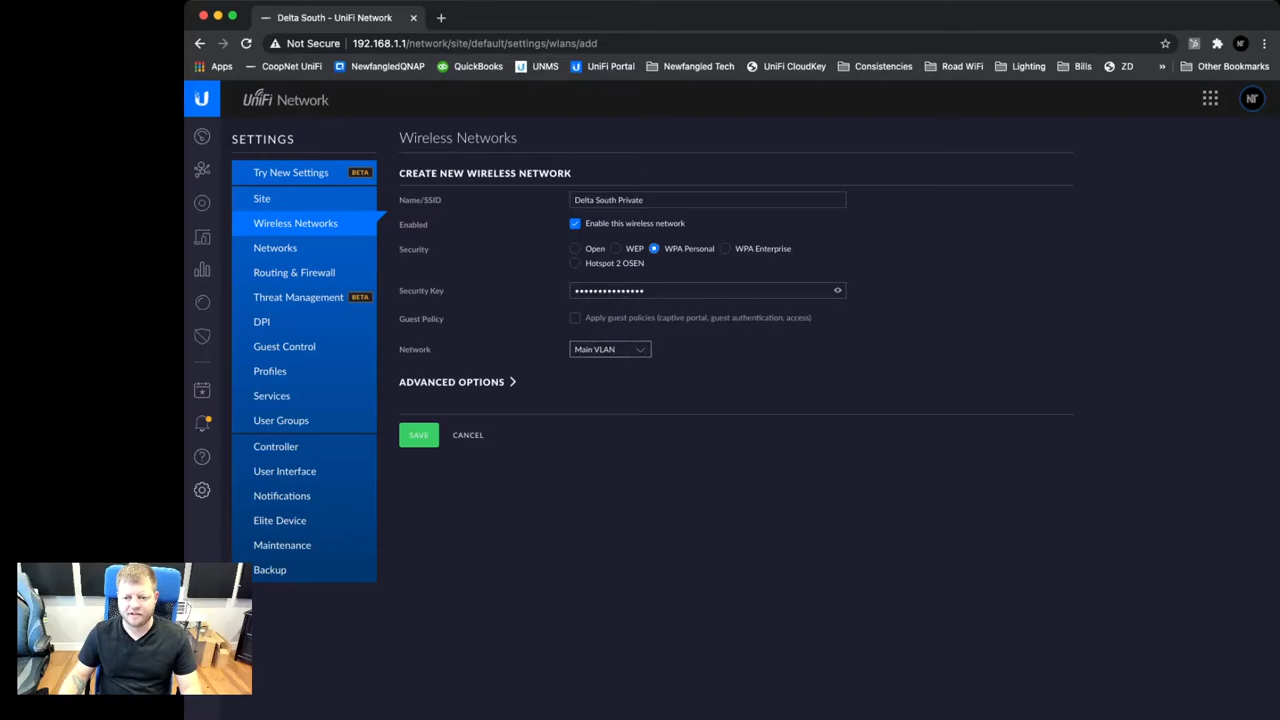 Delta South - UniFi Network
Not Secure 192.168.1.1/network/site/default/settings/wlans/add
Apps CoopNet UniFi NewfangledQNAP QuickBooks UNMS UniFi Portal Newfangled Tech UniFi CloudKey Consistencies Road WiFi Lighting Bills ZD » Other Bookmarks
UniFi Network
NT
SETTINGS
Try New Settings BETA
Site
Wireless Networks
Networks
Routing & Firewall
Threat Management BETA
DPI
Guest Control
Profiles
Services
User Groups
Controller
User Interface
Notifications
Elite Device
Maintenance
Backup
Wireless Networks
CREATE NEW WIRELESS NETWORK
Name/SSID Delta South Private
Enabled Enable this wireless network
Security Open WEP WPA Personal WPA Enterprise
Hotspot 2 OSEN
Security Key •••••••••••••••
Guest Policy Apply guest policies (captive portal, guest authentication, access)
Network Main VLAN
ADVANCED OPTIONS
SAVE CANCEL